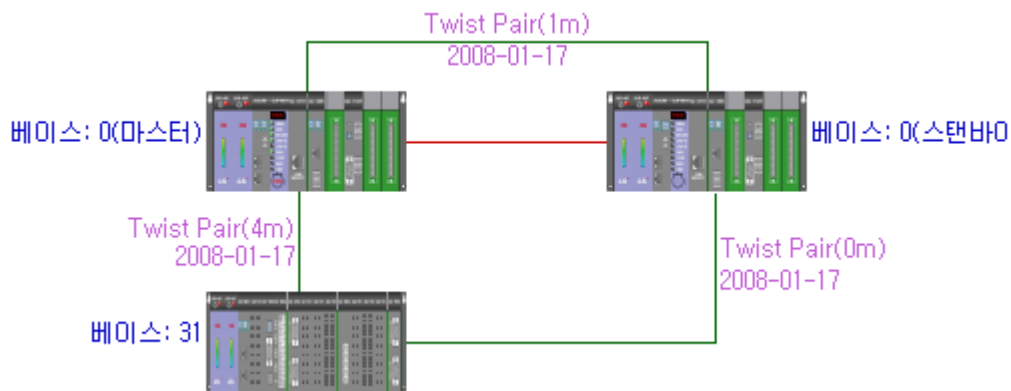 Twist Pair(1m)
2008-01-17
베이스: 0(마스터)
베이스: 0(스탠바이
Twist Pair(4m)
2008-01-17
Twist Pair(0m)
2008-01-17
베이스: 31